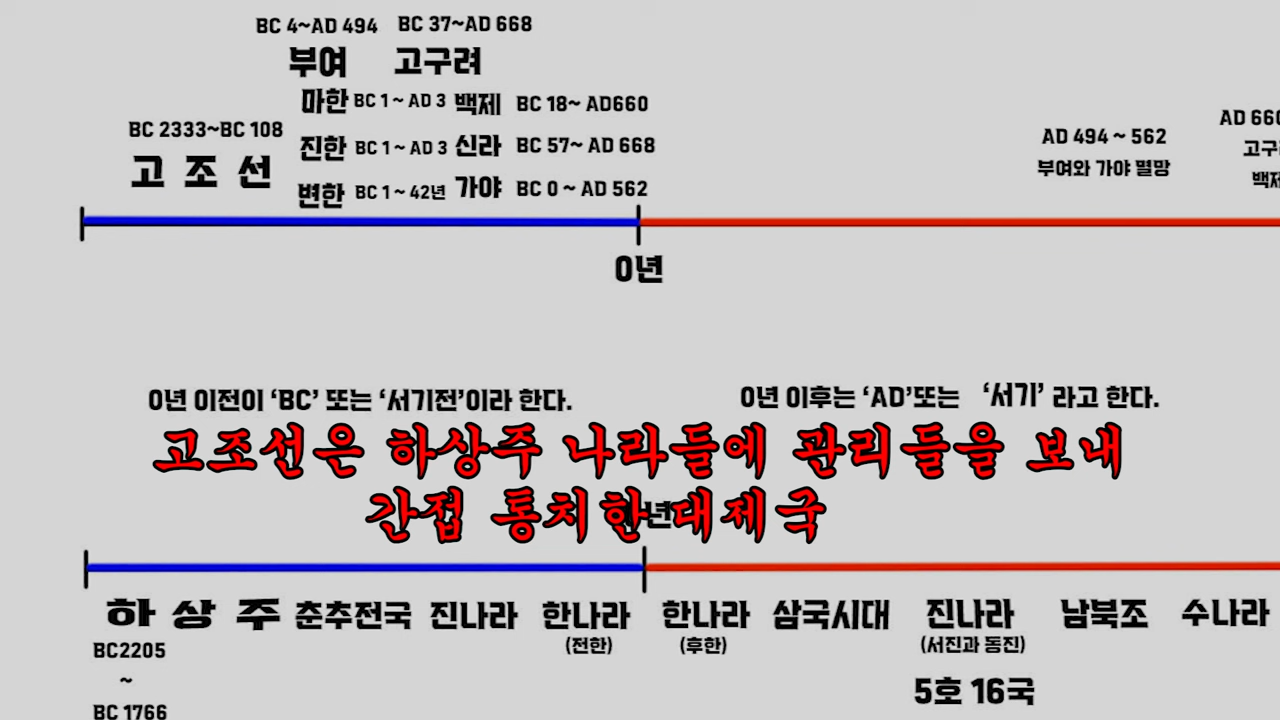 BC 4~AD 494 BC 37~AD 668
부여 고구려
마한 BC 1 ~ AD 3 백제 BC 18~ AD660
BC 2333~BC 108
고 조 선
진한 BC 1 ~ AD 3 신라 BC 57~ AD 668
변한 BC 1 ~ 42년 가야 BC 0 ~ AD 562
AD 660
고구
AD 494 ~ 562
부여와 가야 멸망
0년
0년 이전이 ‘BC’ 또는 ‘서기전’이라 한다.
0년 이후는 ‘AD’또는 ‘서기’ 라고 한다.
고조선은 하상주 나라들에 관리들을 보내
간접 통치한 대제국
하 상 주 춘추전국 진나라 한나라 한나라 삼국시대 진나라 남북조 수나라
(전한) (후한) (서진과 동진)
BC2205
~
BC 1766
5호 16국